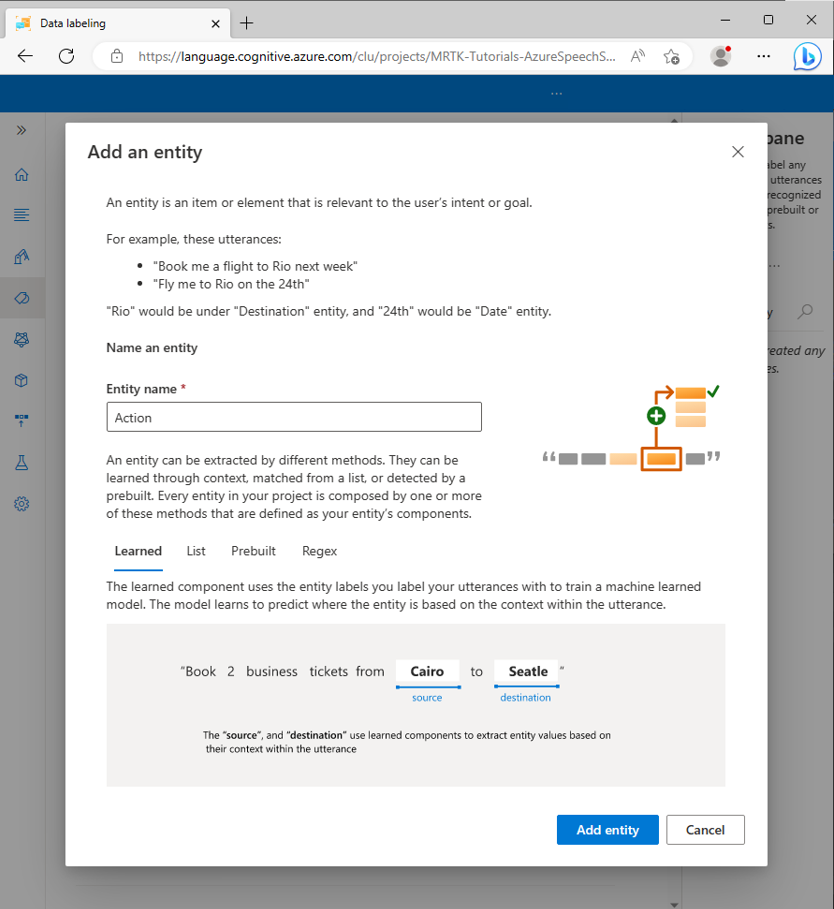 Data labeling
https://language.cognitive.azure.com/clu/projects/MRTK-Tutorials-AzureSpeechS...
Add an entity
An entity is an item or element that is relevant to the user's intent or goal.
For example, these utterances:
• "Book me a flight to Rio next week"
• "Fly me to Rio on the 24th"
"Rio" would be under "Destination" entity, and "24th" would be "Date" entity.
Name an entity
Entity name *
Action
An entity can be extracted by different methods. They can be
learned through context, matched from a list, or detected by a
prebuilt. Every entity in your project is composed by one or more
of these methods that are defined as your entity's components.
Learned List Prebuilt Regex
The learned component uses the entity labels you label your utterances with to train a machine learned
model. The model learns to predict where the entity is based on the context within the utterance.
"Book 2 business tickets from Cairo to Seatle "
source destination
The "source", and "destination" use learned components to extract entity values based on
their context within the utterance
Add entity Cancel
pane
abel any
utterances
recognized
prebuilt or
s.
...
y
reated any
es.